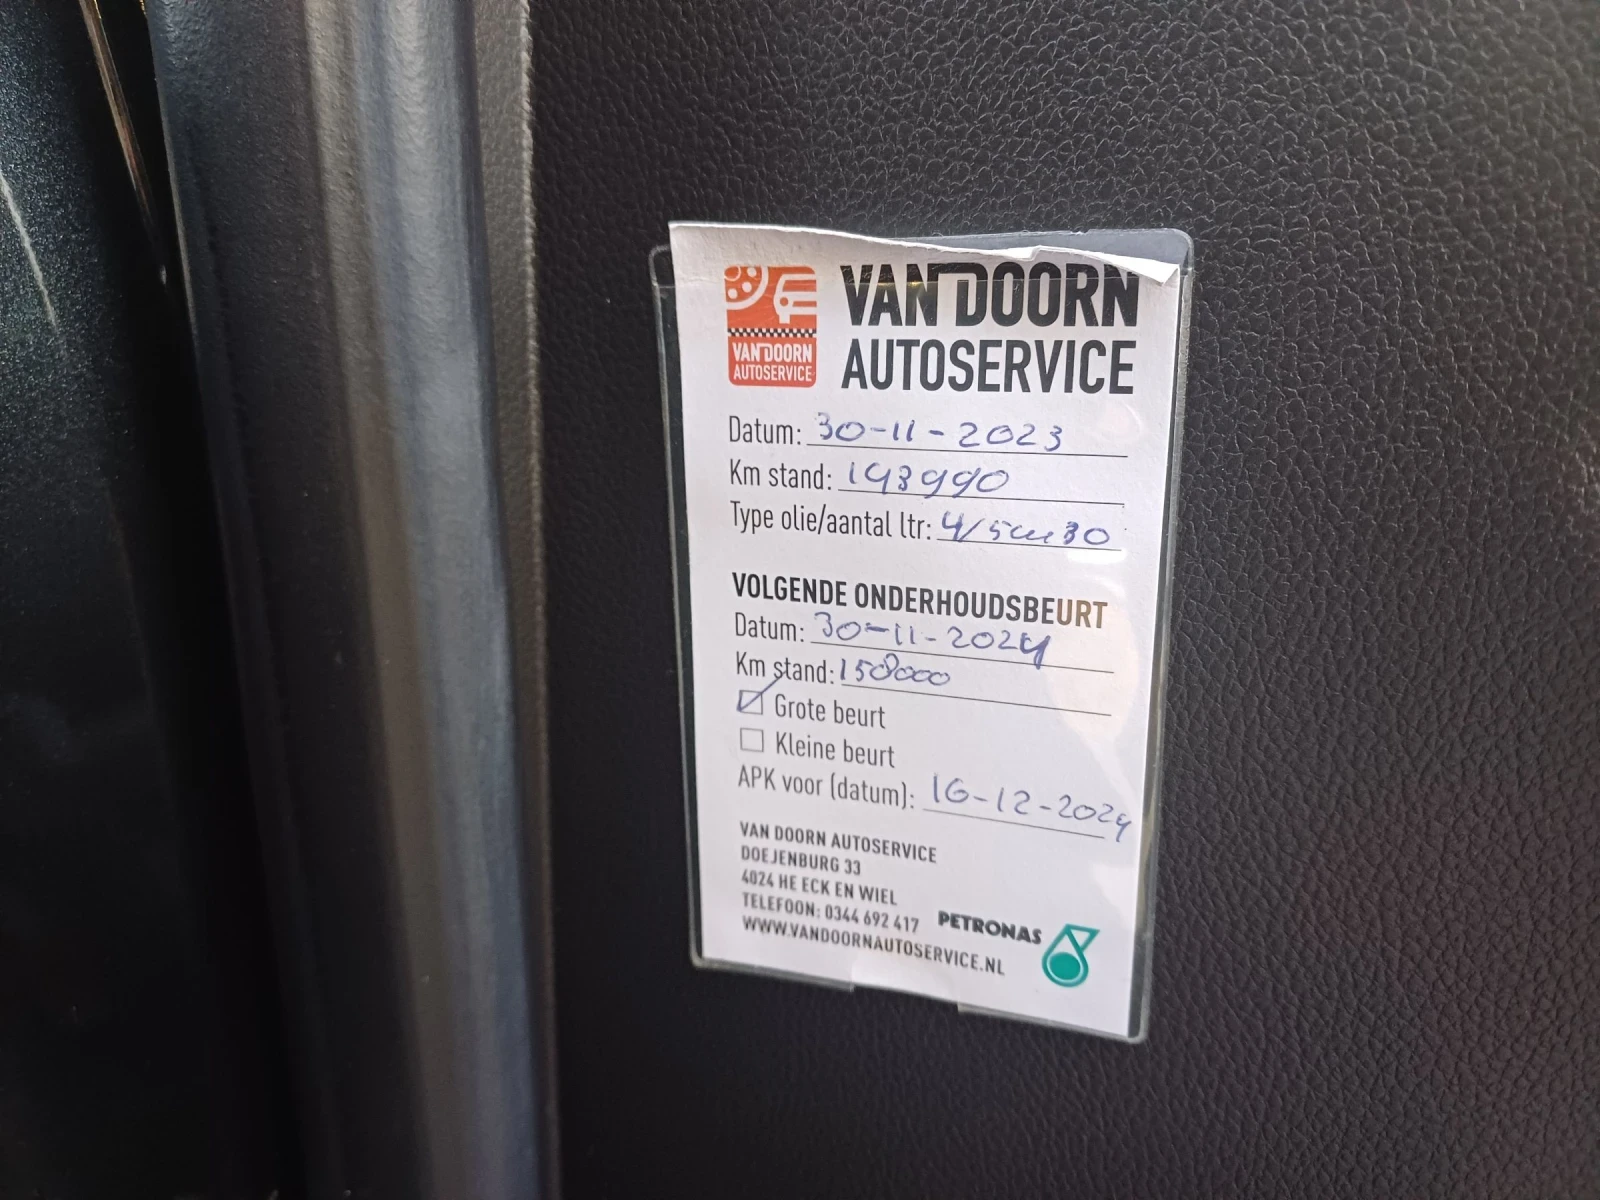 VAN DOORN
AUTOSERVICE
VAN DOORN
AUTOSERVICE
Datum: 30-11-2023
Km stand: 143990
Type olie/aantal ltr: 4/5w30
VOLGENDE ONDERHOUDSBEURT
Datum: 30-11-2024
Km stand: 158000
Grote beurt
Kleine beurt
APK voor (datum): 16-12-2024
VAN DOORN AUTOSERVICE
DOEJENBURG 33
4024 HE ECK EN WIEL
TELEFOON: 0344 692 417
WWW.VANDOORNAUTOSERVICE.NL
PETRONAS